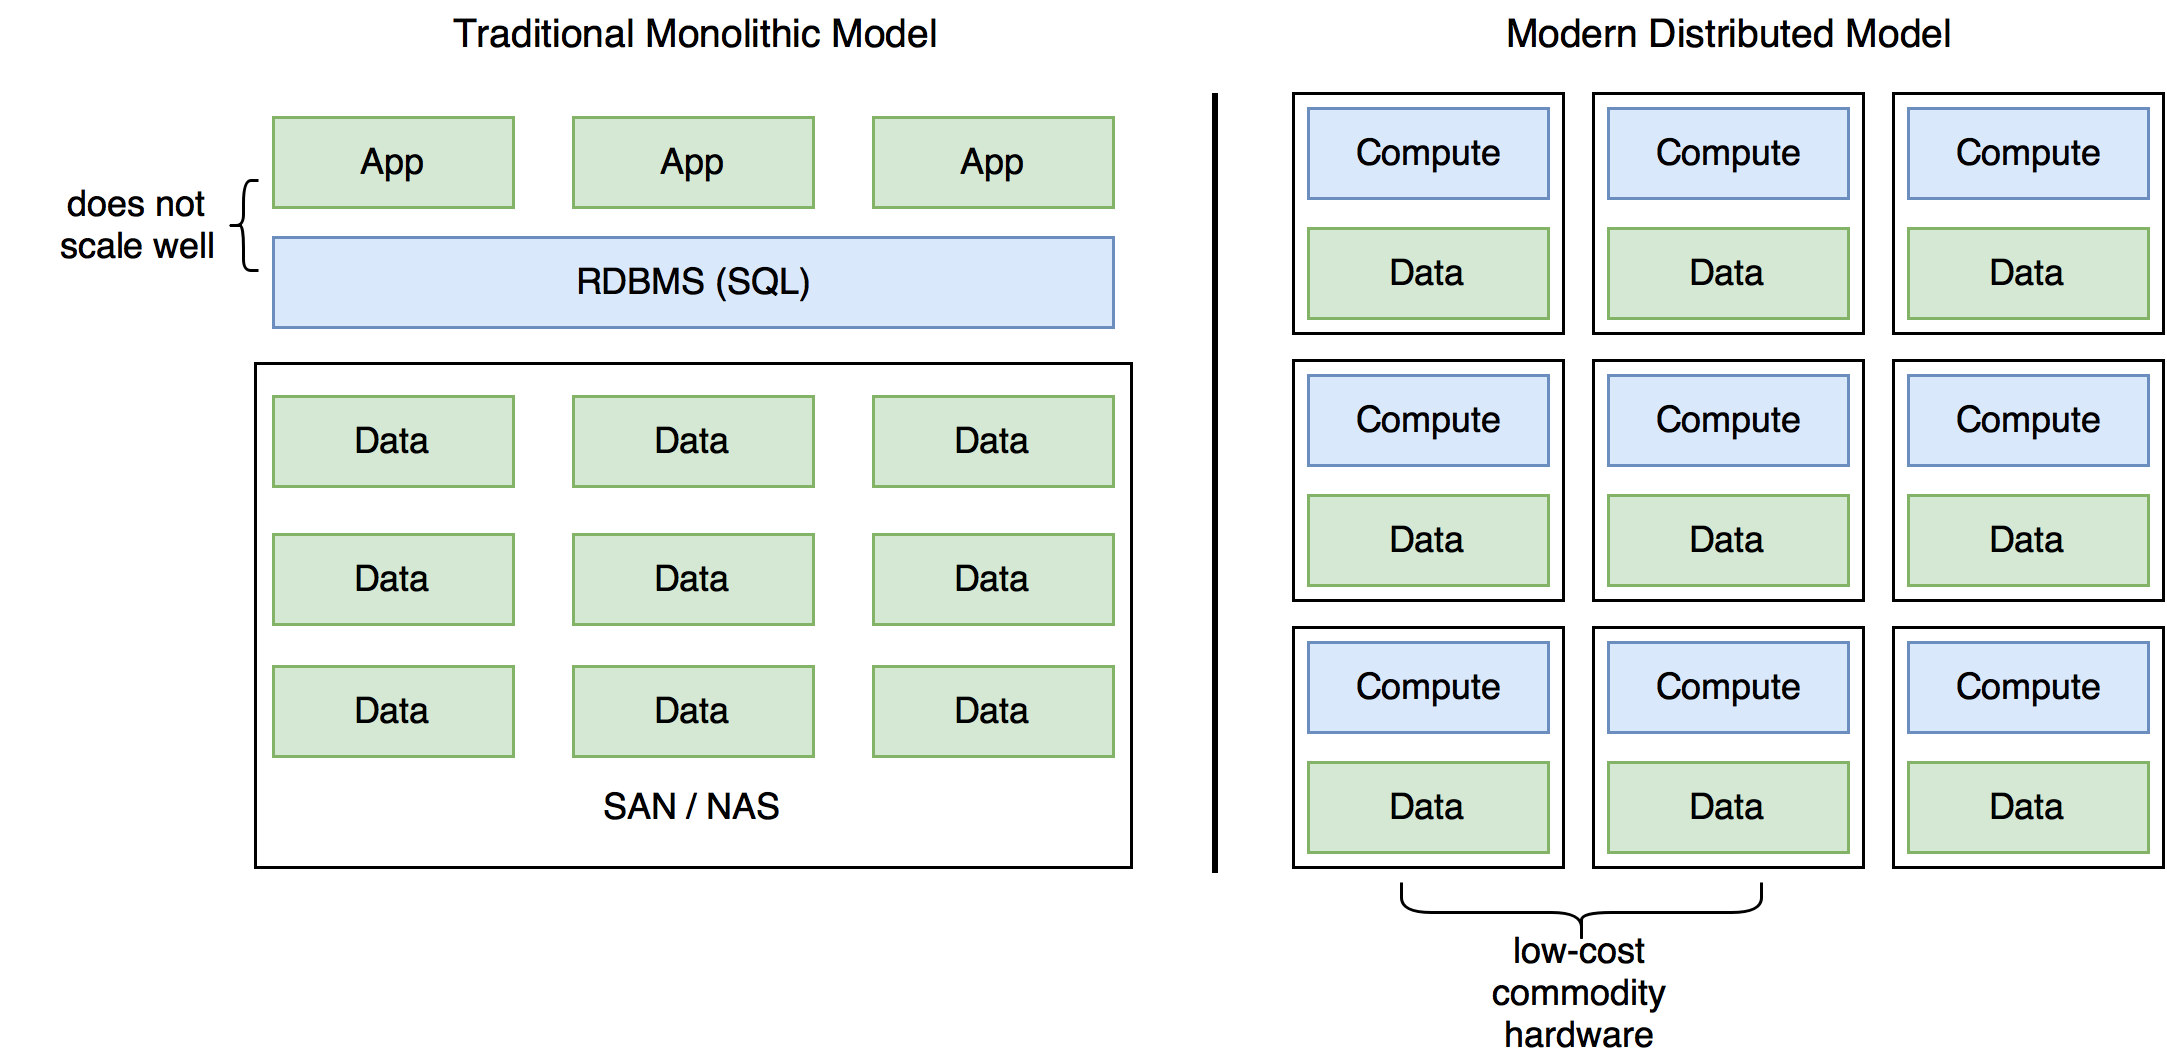 Traditional Monolithic Model
App
App
App
does not
scale well
RDBMS (SQL)
Data
Data
Data
Data
Data
Data
Data
Data
Data
SAN / NAS
Modern Distributed Model
Compute
Compute
Compute
Data
Data
Data
Compute
Compute
Compute
Data
Data
Data
Compute
Compute
Compute
Data
Data
Data
low-cost
commodity
hardware